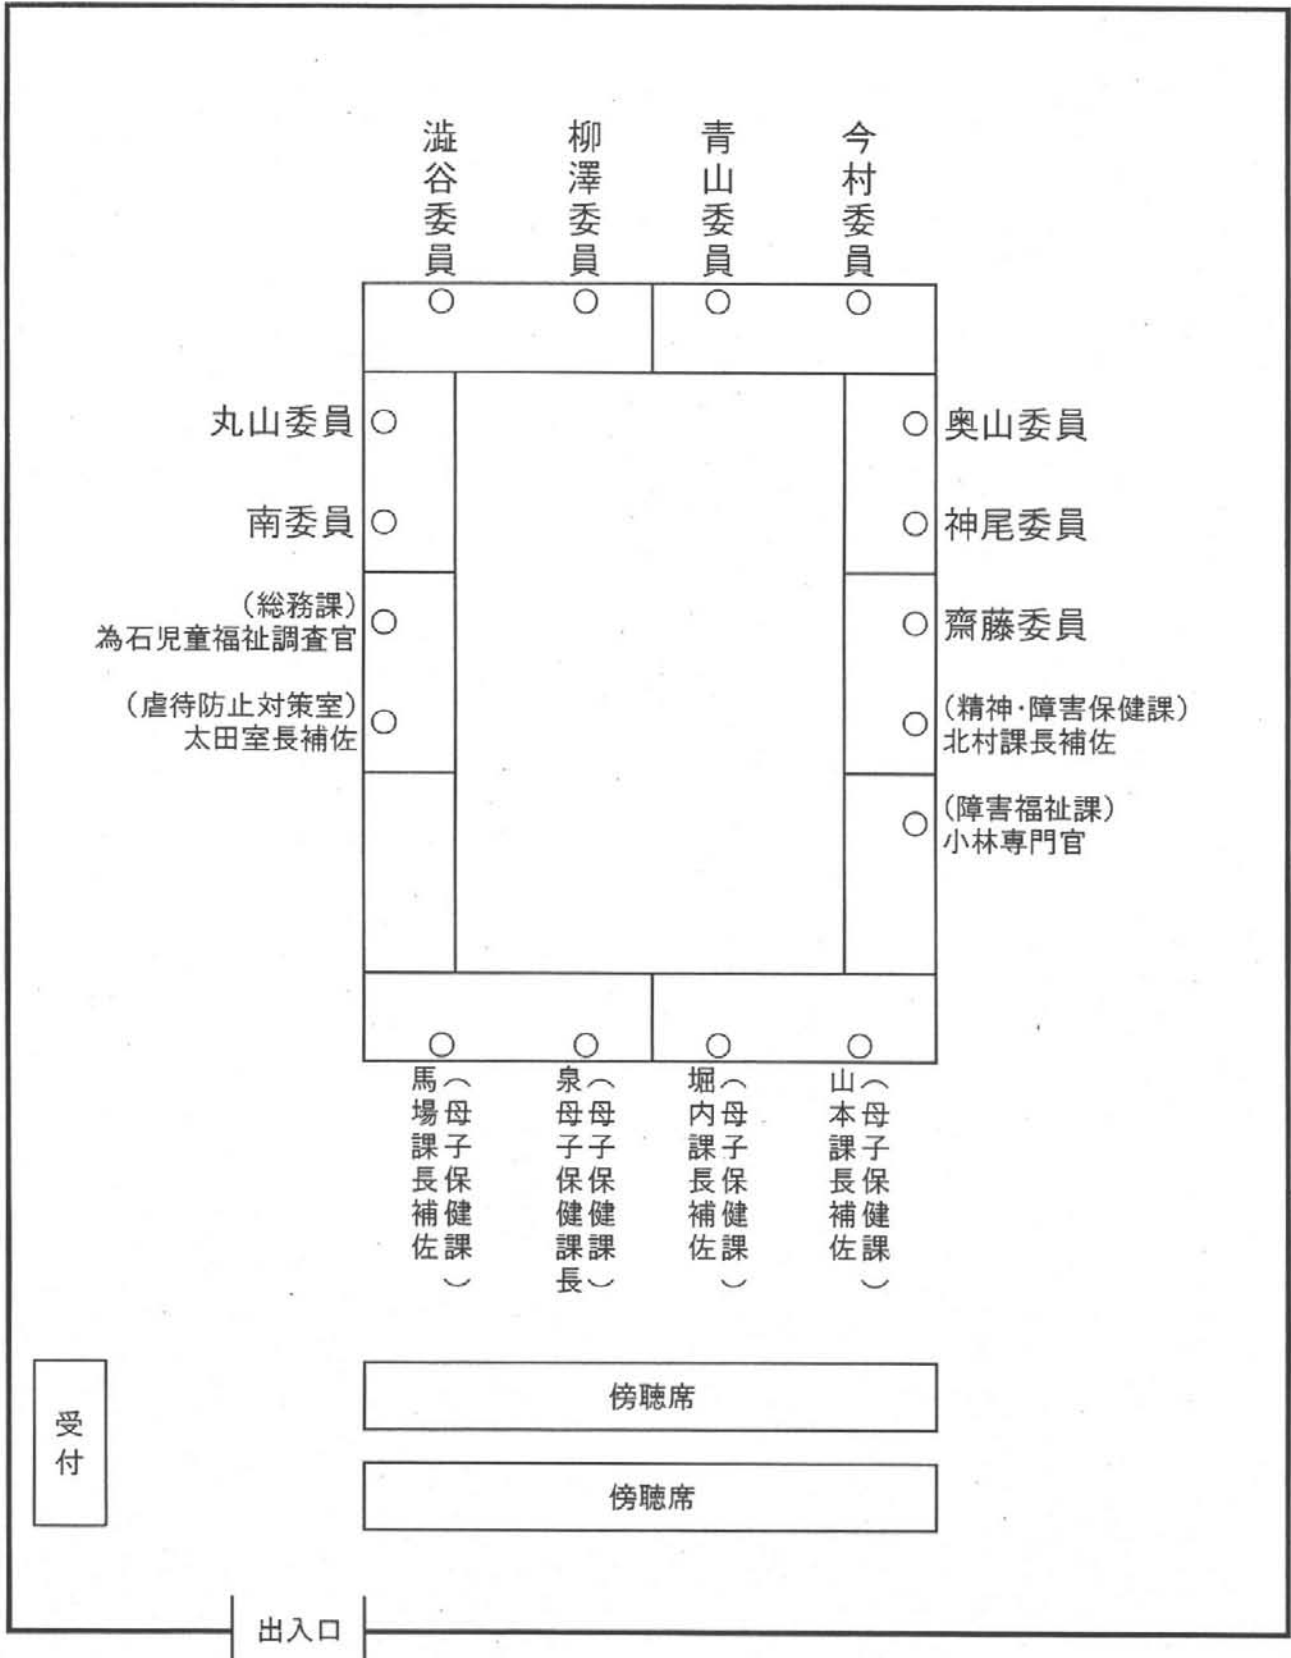 澁谷委員
柳澤委員
青山委員
今村委員
丸山委員
南委員
(総務課)
為石児童福祉調査官
(虐待防止対策室)
太田室長補佐
奥山委員
神尾委員
齋藤委員
(精神・障害保健課)
北村課長補佐
(障害福祉課)
小林専門官
(母子保健課)
馬場課長補佐
(母子保健課)
泉母子保健課長
(母子保健課)
堀内課長補佐
(母子保健課)
山本課長補佐
受付
傍聴席
傍聴席
出入口